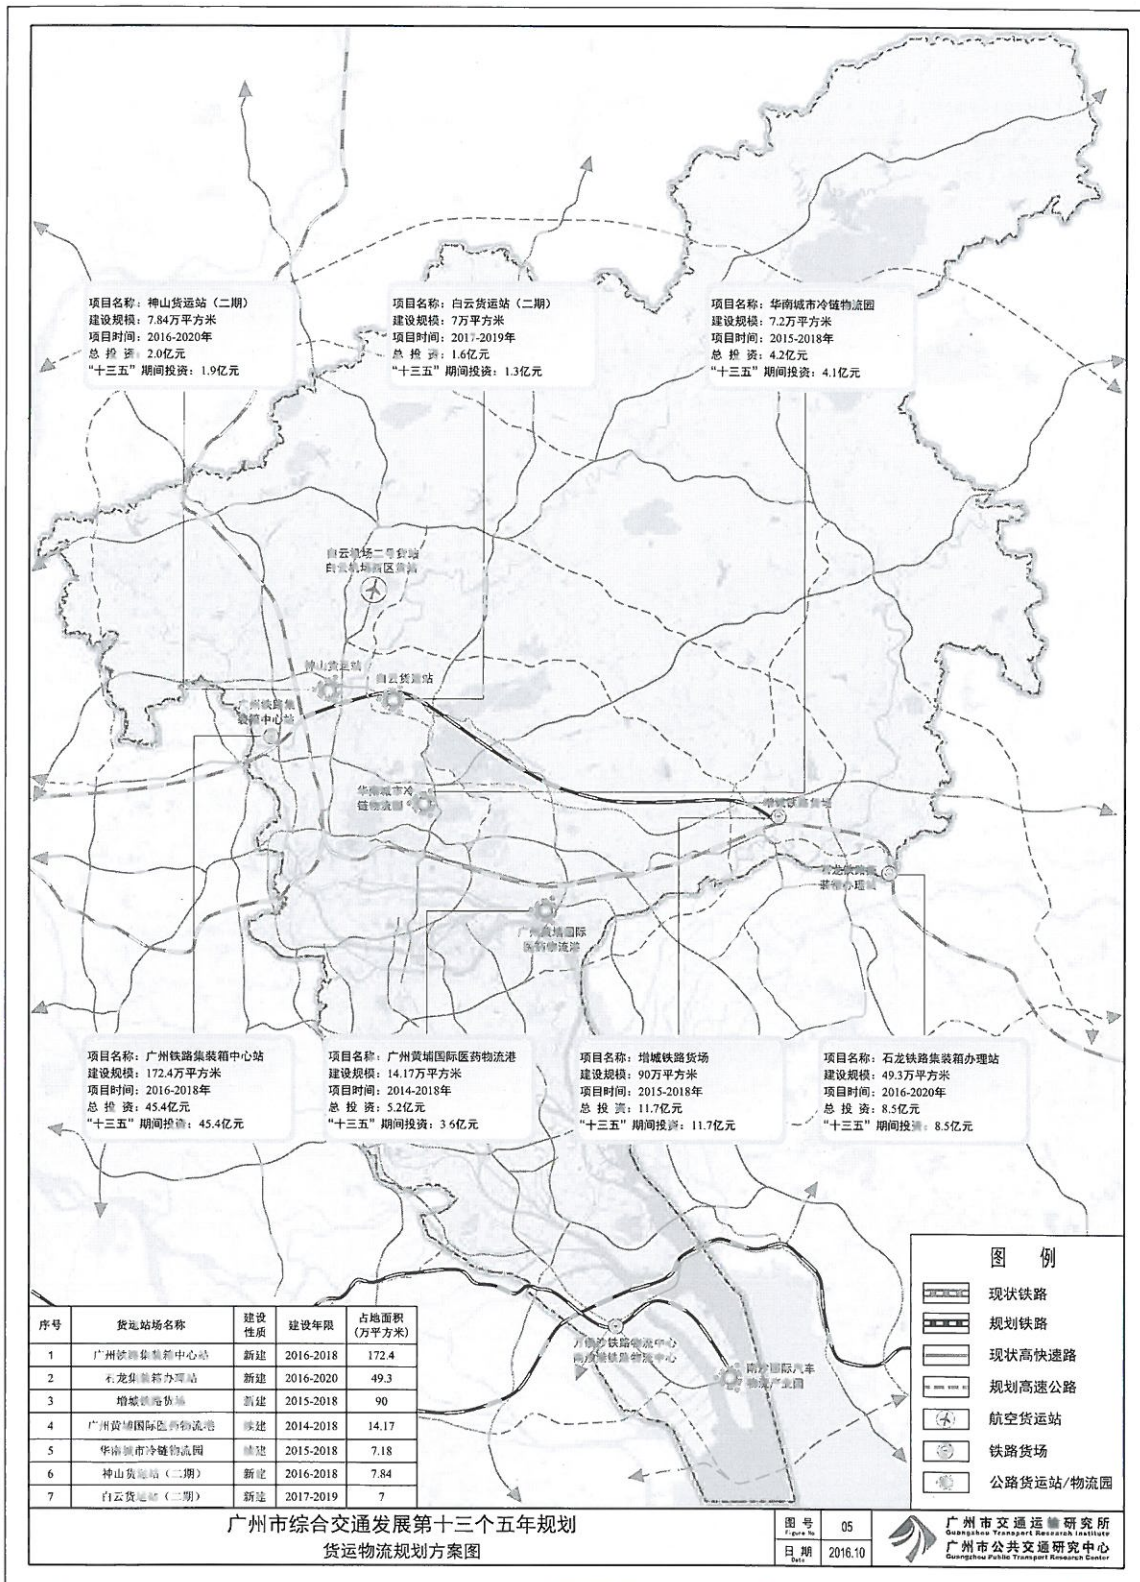 项目名称：神山货运站（二期）
建设规模：7.84万平方米
项目时间：2016-2020年
总 投 资：2.0亿元
“十三五”期间投资：1.9亿元
项目名称：白云货运站（二期）
建设规模：7万平方米
项目时间：2017-2019年
总 投 资：1.6亿元
“十三五”期间投资：1.3亿元
项目名称：华南城市冷链物流园
建设规模：7.2万平方米
项目时间：2015-2018年
总 投 资：4.2亿元
“十三五”期间投资：4.1亿元
白云机场二号货站
白云机场西区货站
神山货运站
白云货运站
广州铁路集
装箱中心站
华南城市冷
链物流园
增城铁路货场
石龙铁路集
装箱办理站
广州黄埔国际
医药物流港
项目名称：广州铁路集装箱中心站
建设规模：172.4万平方米
项目时间：2016-2018年
总 投 资：45.4亿元
“十三五”期间投资：45.4亿元
项目名称：广州黄埔国际医药物流港
建设规模：14.17万平方米
项目时间：2014-2018年
总 投 资：5.2亿元
“十三五”期间投资：3.6亿元
项目名称：增城铁路货场
建设规模：90万平方米
项目时间：2015-2018年
总 投 资：11.7亿元
“十三五”期间投资：11.7亿元
项目名称：石龙铁路集装箱办理站
建设规模：49.3万平方米
项目时间：2016-2020年
总 投 资：8.5亿元
“十三五”期间投资：8.5亿元
万顷沙铁路物流中心
南沙港铁路物流中心
南沙国际汽车
物流产业园
图 例
现状铁路
规划铁路
现状高快速路
规划高速公路
航空货运站
铁路货场
公路货运站/物流园
序号 货运站场名称 建设性质 建设年限 占地面积（万平方米）
1 广州铁路集装箱中心站 新建 2016-2018 172.4
2 石龙集装箱办理站 新建 2016-2020 49.3
3 增城铁路货场 新建 2015-2018 90
4 广州黄埔国际医药物流港 续建 2014-2018 14.17
5 华南城市冷链物流园 续建 2015-2018 7.18
6 神山货运站（二期） 新建 2016-2018 7.84
7 白云货运站（二期） 新建 2017-2019 7
广州市综合交通发展第十三个五年规划
货运物流规划方案图
图 号 Figure No 05
日 期 Date 2016.10
广州市交通运输研究所
Guangzhou Transport Research Institute
广州市公共交通研究中心
Guangzhou Public Transport Research Center